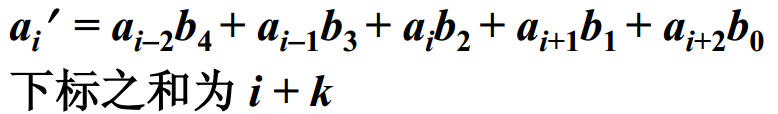 aᵢ′ = aᵢ₋₂b₄ + aᵢ₋₁b₃ + aᵢb₂ + aᵢ₊₁b₁ + aᵢ₊₂b₀
下标之和为 i + k